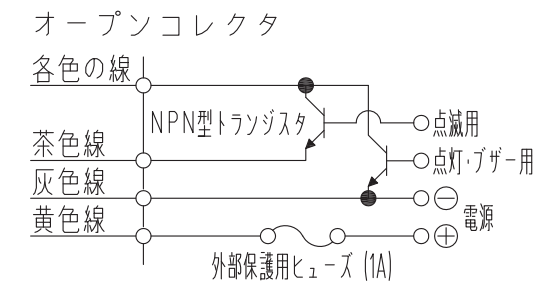 オープンコレクタ
各色の線
NPN型トランジスタ
点滅用
茶色線
点灯・ブザー用
灰色線
⊖
電源
黄色線
⊕
外部保護用ヒューズ (1A)